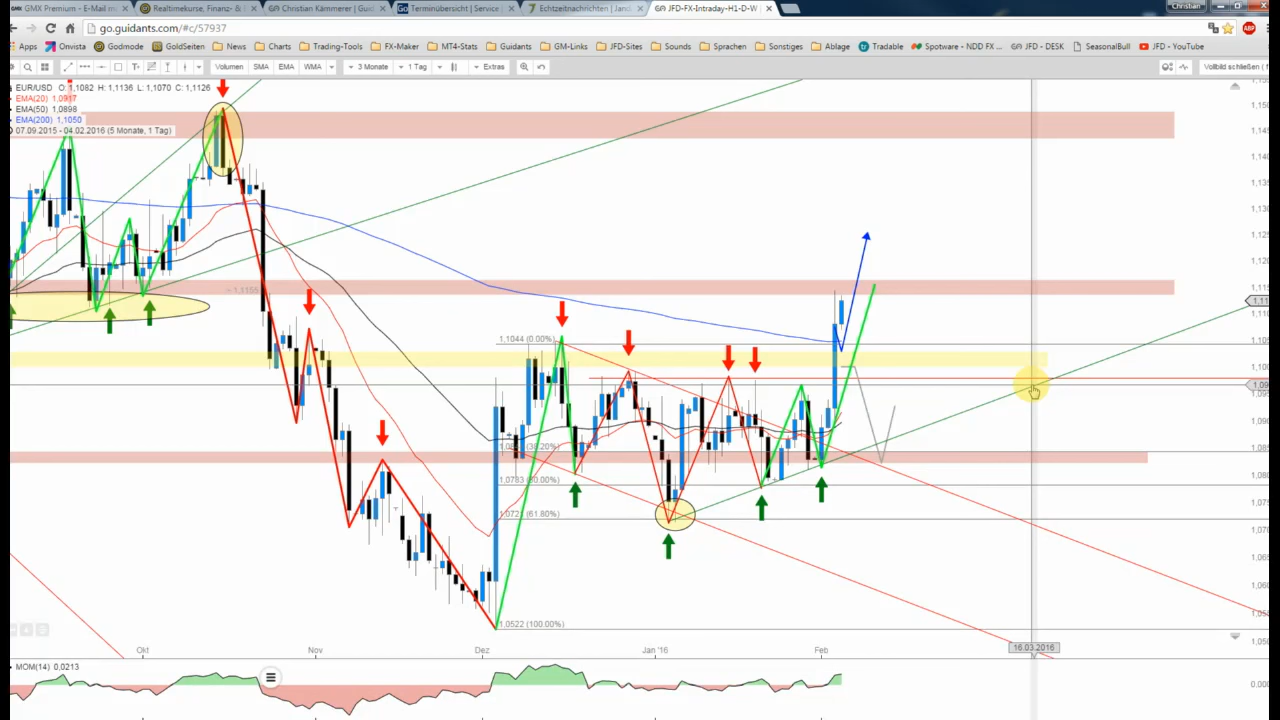 GMX Premium - E-Mail m
Realtimekurse, Finanz- &
Christian Kämmerer | Guid
Terminübersicht | Service
Echtzeitnachrichten | Jand
JFD-FX-Intraday-H1-D-W
Christian
go.guidants.com/#c/57937
Apps Onvista Godmode GoldSeiten News Charts Trading-Tools FX-Maker MT4-Stats Guidants GM-Links JFD-Sites Sounds Sprachen Sonstiges Ablage Tradable Spotware - NDD FX ... JFD - DESK SeasonalBull JFD - YouTube
Volumen SMA EMA WMA 3 Monate 1 Tag Extras Vollbild schließen (
EUR/USD O: 1,1082 H: 1,1136 L: 1,1070 C: 1,1126
EMA(20) 1,0917
EMA(50) 1,0898
EMA(200) 1,1050
07.09.2015 - 04.02.2016 (5 Monate, 1 Tag)
1,1044 (0.00%)
1,0783 (50.00%)
1,0721 (61.80%)
1,0522 (100.00%)
Okt Nov Dez Jan '16 Feb 16.03.2016
MOM(14) 0,0213